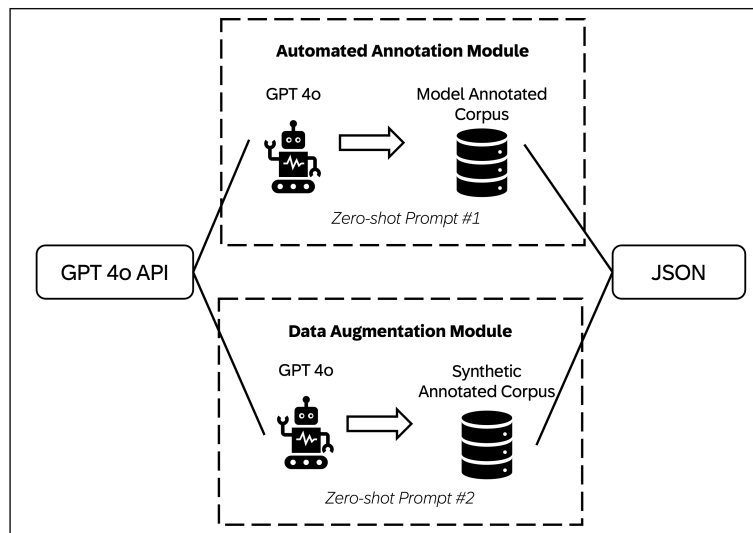 Automated Annotation Module
GPT 4o
Model Annotated
Corpus
Zero-shot Prompt #1
GPT 4o API
JSON
Data Augmentation Module
GPT 4o
Synthetic
Annotated Corpus
Zero-shot Prompt #2